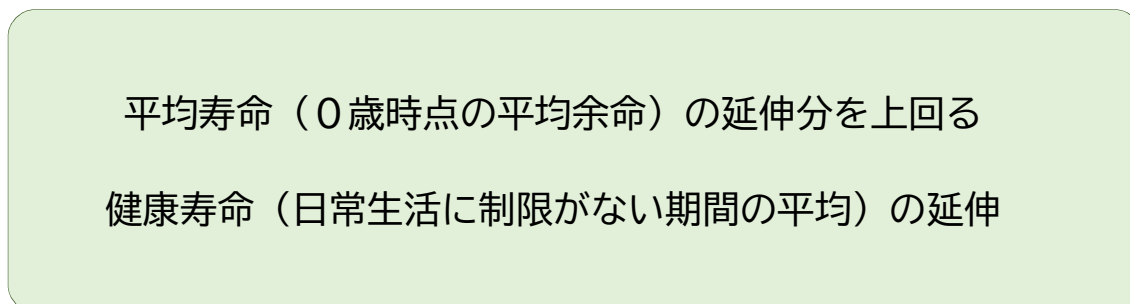 平均寿命（０歳時点の平均余命）の延伸分を上回る
健康寿命（日常生活に制限がない期間の平均）の延伸